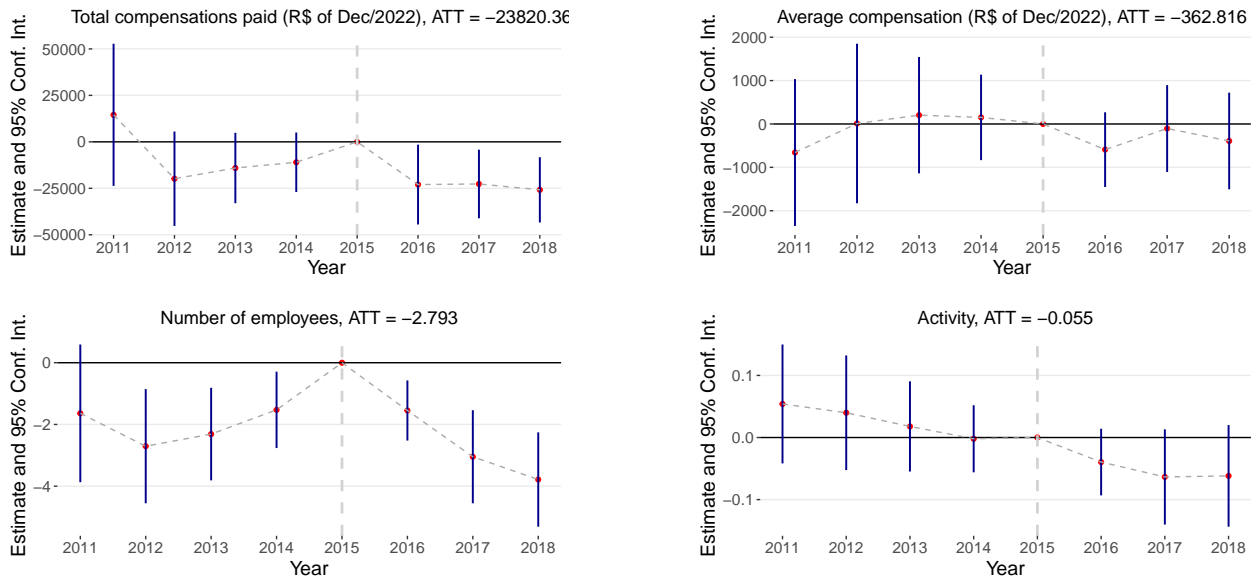 Total compensations paid (R$ of Dec/2022), ATT = −23820.36
Estimate and 95% Conf. Int.
50000
25000
0
−25000
−50000
2011 2012 2013 2014 2015 2016 2017 2018
Year
Average compensation (R$ of Dec/2022), ATT = −362.816
Estimate and 95% Conf. Int.
2000
1000
0
−1000
−2000
2011 2012 2013 2014 2015 2016 2017 2018
Year
Number of employees, ATT = −2.793
Estimate and 95% Conf. Int.
0
−2
−4
2011 2012 2013 2014 2015 2016 2017 2018
Year
Activity, ATT = −0.055
Estimate and 95% Conf. Int.
0.1
0.0
−0.1
2011 2012 2013 2014 2015 2016 2017 2018
Year